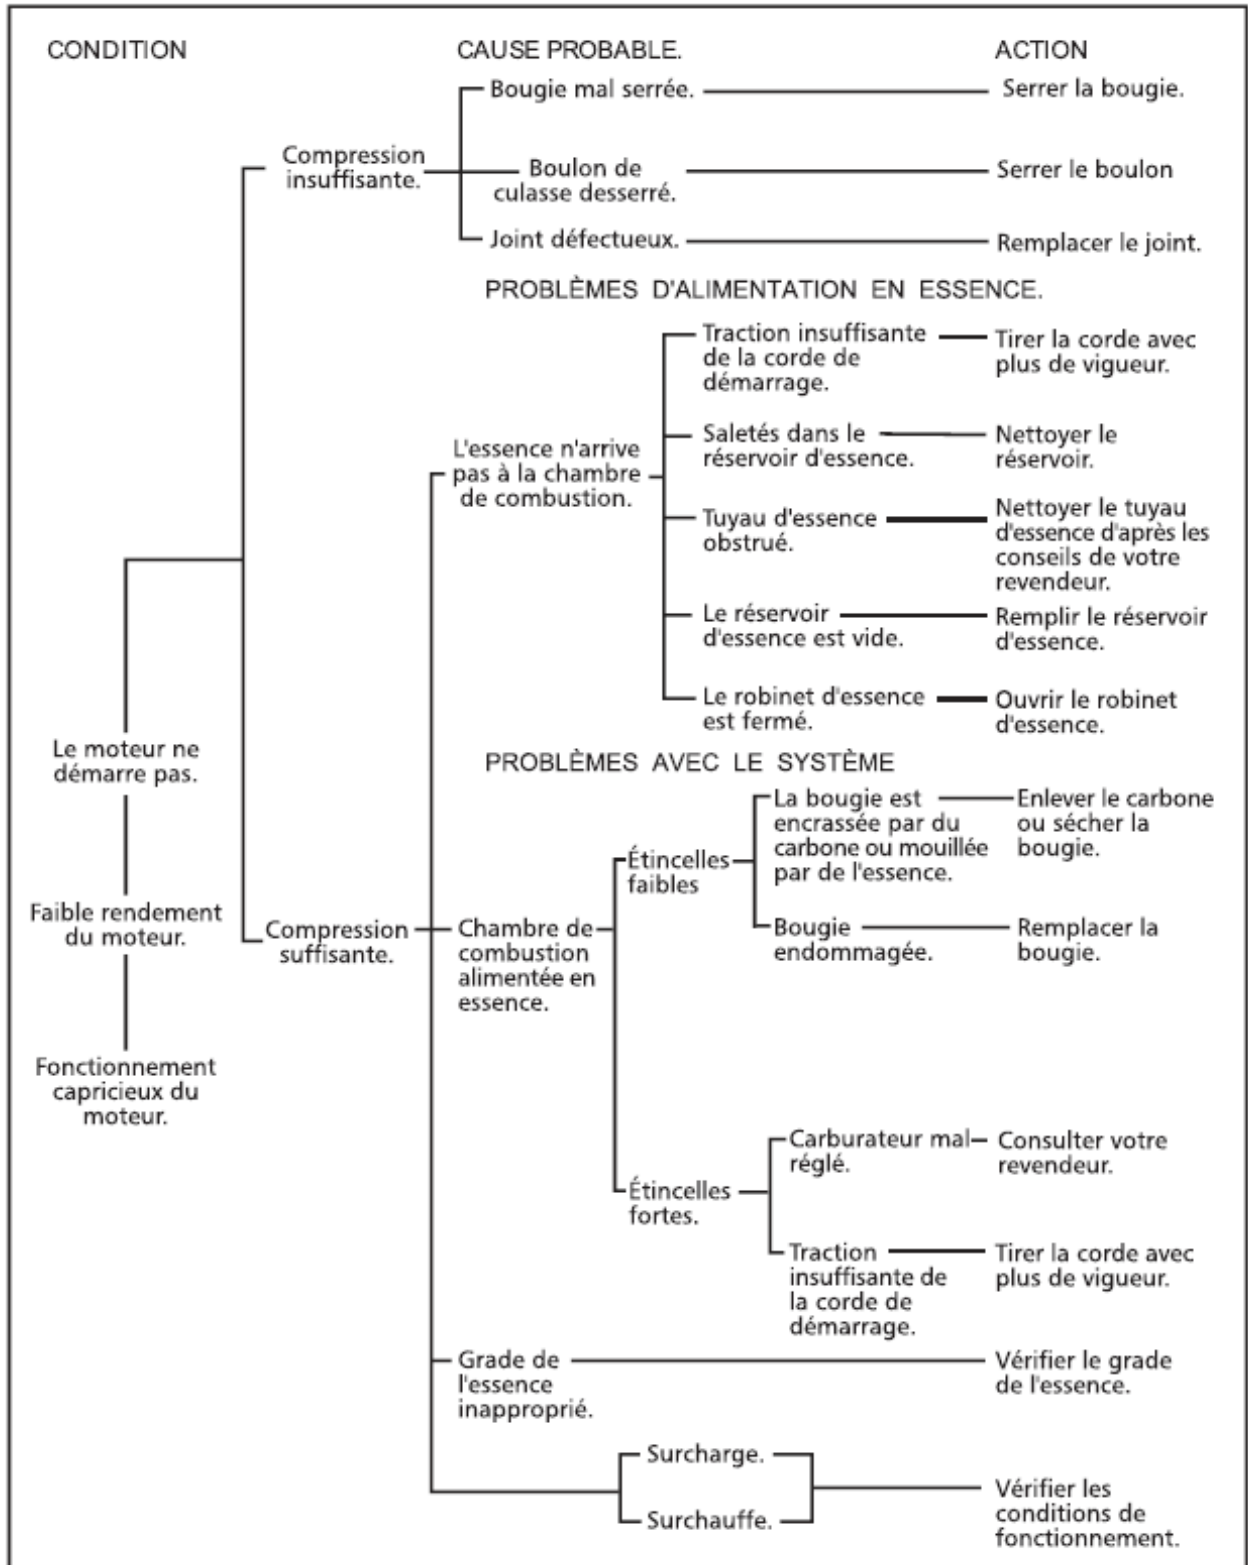 CONDITION
CAUSE PROBABLE.
ACTION
Bougie mal serrée.
Serrer la bougie.
Compression
insuffisante.
Boulon de
culasse desserré.
Serrer le boulon
Joint défectueux.
Remplacer le joint.
PROBLÈMES D'ALIMENTATION EN ESSENCE.
Traction insuffisante
de la corde de
démarrage.
Tirer la corde avec
plus de vigueur.
L'essence n'arrive
pas à la chambre
de combustion.
Saletés dans le
réservoir d'essence.
Nettoyer le
réservoir.
Tuyau d'essence
obstrué.
Nettoyer le tuyau
d'essence d'après les
conseils de votre
revendeur.
Le réservoir
d'essence est vide.
Remplir le réservoir
d'essence.
Le robinet d'essence
est fermé.
Ouvrir le robinet
d'essence.
Le moteur ne
démarre pas.
PROBLÈMES AVEC LE SYSTÈME
La bougie est
encrassée par du
carbone ou mouillée
par de l'essence.
Enlever le carbone
ou sécher la
bougie.
Étincelles
faibles
Faible rendement
du moteur.
Compression
suffisante.
Chambre de
combustion
alimentée en
essence.
Bougie
endommagée.
Remplacer la
bougie.
Fonctionnement
capricieux du
moteur.
Carburateur mal
réglé.
Consulter votre
revendeur.
Étincelles
fortes.
Traction
insuffisante de
la corde de
démarrage.
Tirer la corde avec
plus de vigueur.
Grade de
l'essence
inapproprié.
Vérifier le grade
de l'essence.
Surcharge.
Surchauffe.
Vérifier les
conditions de
fonctionnement.